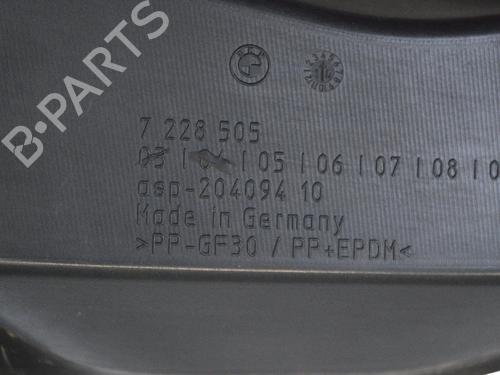 BMW
7 228 505
03 | 04 | 05 | 06 | 07 | 08 | 0
asp-204094 10
Made in Germany
>PP-GF30 / PP+EPDM<